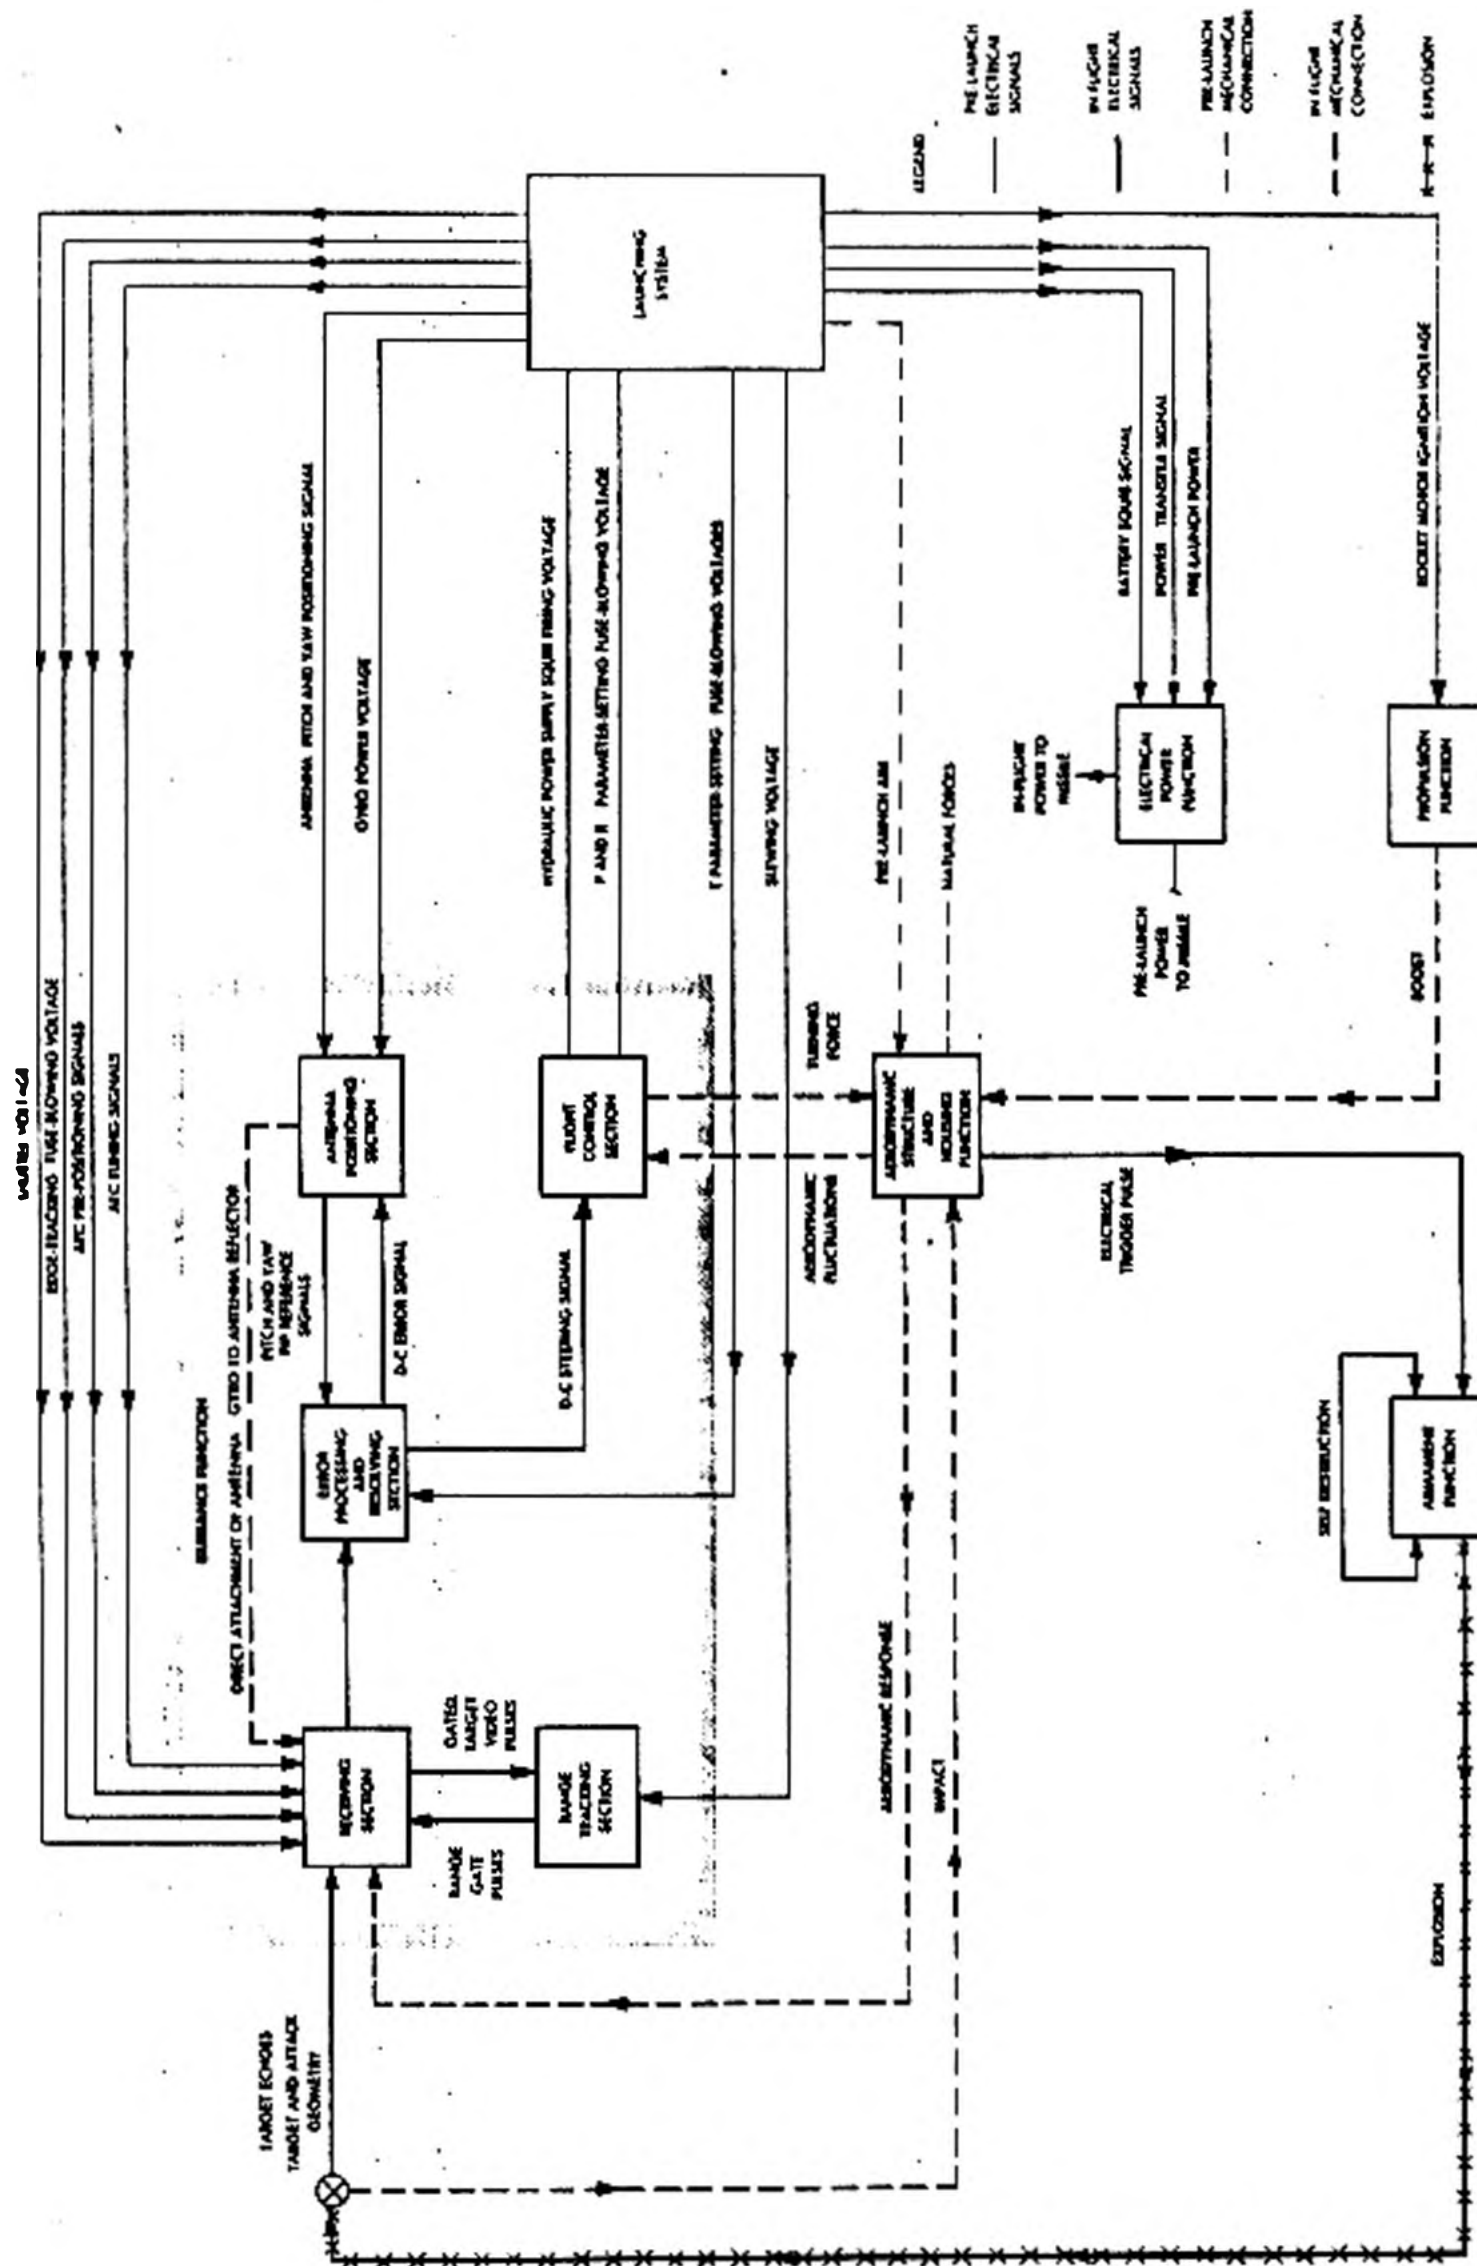 EDGE-TRACKING FUSE-BLOWING VOLTAGE
AFC PRE-POSITIONING SIGNALS
AFC TUNING SIGNALS
GUIDANCE FUNCTION
DIRECT ATTACHMENT OF ANTENNA GYRO TO ANTENNA REFLECTOR
TARGET ECHOES
TARGET AND ATTACK
GEOMETRY
RECEIVING
SECTION
ERROR
PROCESSING
AND
RESOLVING
SECTION
PITCH AND YAW
PIP REFERENCE
SIGNALS
D-C ERROR SIGNAL
ANTENNA
POSITIONING
SECTION
ANTENNA PITCH AND YAW POSITIONING SIGNAL
GYRO POWER VOLTAGE
RANGE
GATE
PULSES
GATED
TARGET
VIDEO
PULSES
RANGE
TRACKING
SECTION
D-C STEERING SIGNAL
FLIGHT
CONTROL
SECTION
HYDRAULIC POWER SUPPLY SQUIB FIRING VOLTAGE
P AND H PARAMETER-SETTING FUSE-BLOWING VOLTAGE
LAUNCHING
SYSTEM
PARAMETER-SETTING FUSE-BLOWING VOLTAGES
SLEWING VOLTAGE
AERODYNAMIC
FLUCTUATIONS
TURNING
FORCE
AERODYNAMIC RESPONSE
IMPACT
AERODYNAMIC
STRUCTURE
AND
HOUSING
FUNCTION
PRE-LAUNCH AIR
NATURAL FORCES
ELECTRICAL
TRIGGER PULSE
PRE-LAUNCH
POWER
TO MISSILE
IN-FLIGHT
POWER TO
MISSILE
ELECTRICAL
POWER
FUNCTION
BATTERY SQUIB SIGNAL
POWER TRANSFER SIGNAL
PRE-LAUNCH POWER
SELF DESTRUCTION
ARMAMENT
FUNCTION
EXPLOSION
BOOST
PROPULSION
FUNCTION
ROCKET MOTOR IGNITION VOLTAGE
LEGEND
PRE-LAUNCH
ELECTRICAL
SIGNALS
IN FLIGHT
ELECTRICAL
SIGNALS
PRE-LAUNCH
MECHANICAL
CONNECTION
IN FLIGHT
MECHANICAL
CONNECTION
EXPLOSION